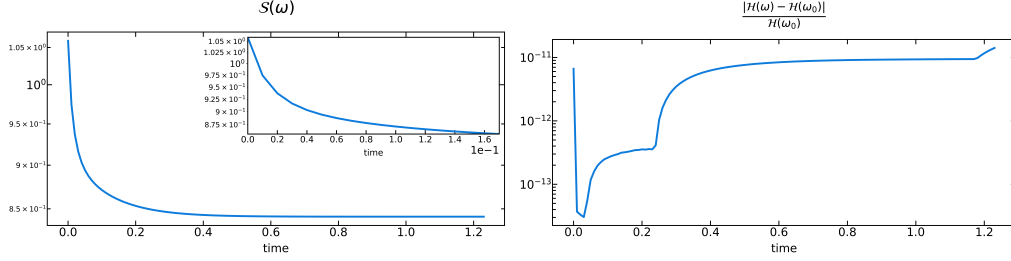 𝒮(ω)
1.05 × 10⁰
10⁰
9.5 × 10⁻¹
9 × 10⁻¹
8.5 × 10⁻¹
0.0 0.2 0.4 0.6 0.8 1.0 1.2
time
1.05 × 10⁰
1.025 × 10⁰
10⁰
9.75 × 10⁻¹
9.5 × 10⁻¹
9.25 × 10⁻¹
9 × 10⁻¹
8.75 × 10⁻¹
0.0 0.2 0.4 0.6 0.8 1.0 1.2 1.4 1.6
time
1e−1
|ℋ(ω) − ℋ(ω₀)|
ℋ(ω₀)
10⁻¹¹
10⁻¹²
10⁻¹³
0.0 0.2 0.4 0.6 0.8 1.0 1.2
time